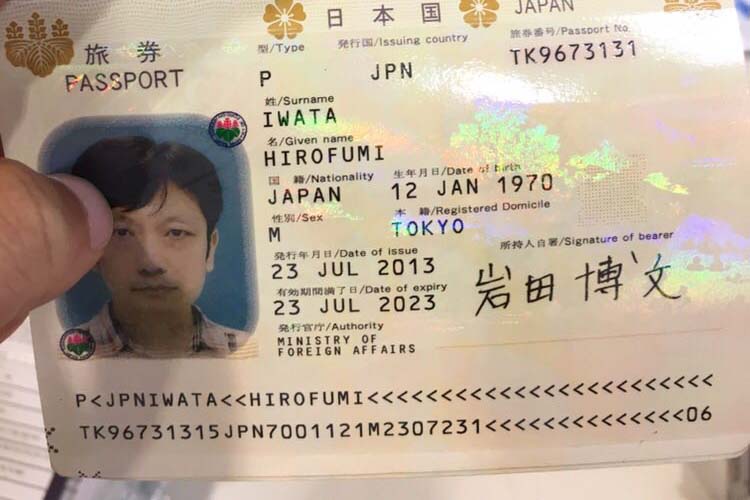 日本国 JAPAN
旅券
PASSPORT
型/Type 発行国/Issuing country 旅券番号/Passport No.
P JPN TK9673131
姓/Surname
IWATA
名/Given name
HIROFUMI
国 籍/Nationality 生年月日/Date of birth
JAPAN 12 JAN 1970
性別/Sex 本 籍/Registered Domicile
M TOKYO
発行年月日/Date of issue 所持人自署/Signature of bearer
23 JUL 2013
岩田博文
有効期間満了日/Date of expiry
23 JUL 2023
発行官庁/Authority
MINISTRY OF
FOREIGN AFFAIRS
P<JPNIWATA<<HIROFUMI<<<<<<<<<<<<<<<<<<<<<<<<
TK96731315JPN7001121M2307231<<<<<<<<<<<<<<06